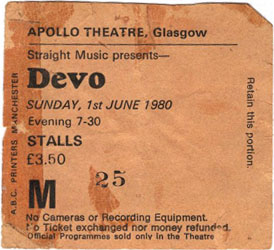 APOLLO THEATRE, Glasgow
Straight Music presents—
Devo
SUNDAY, 1st JUNE 1980
Evening 7-30
STALLS
£3.50
M 25
No Cameras or Recording Equipment.
No Ticket exchanged nor money refunded.
Official Programmes sold only in the Theatre
Retain this portion.
A.B.C. PRINTERS MANCHESTER